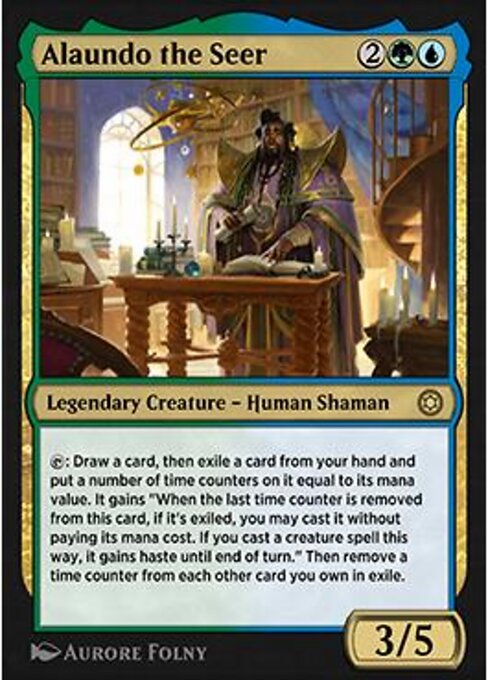 Alaundo the Seer 2
Legendary Creature – Human Shaman
: Draw a card, then exile a card from your hand and
put a number of time counters on it equal to its mana
value. It gains "When the last time counter is removed
from this card, if it's exiled, you may cast it without
paying its mana cost. If you cast a creature spell this
way, it gains haste until end of turn." Then remove a
time counter from each other card you own in exile.
3/5
AURORE FOLNY